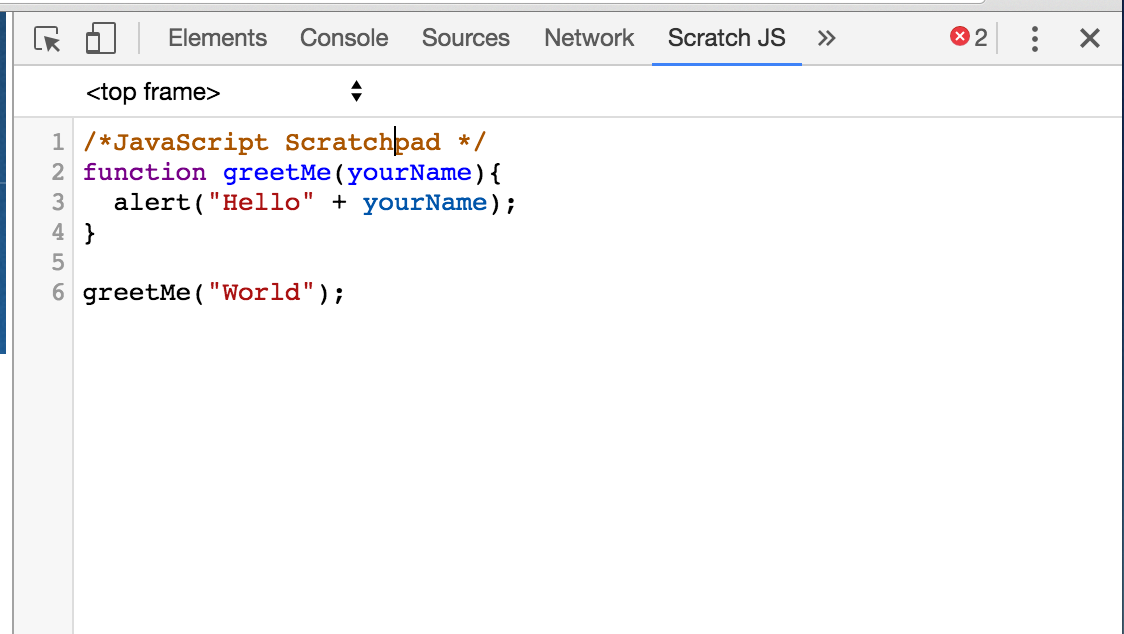 Elements Console Sources Network Scratch JS » 2
<top frame>
1 /*JavaScript Scratchpad */
2 function greetMe(yourName){
3   alert("Hello" + yourName);
4 }
5
6 greetMe("World");